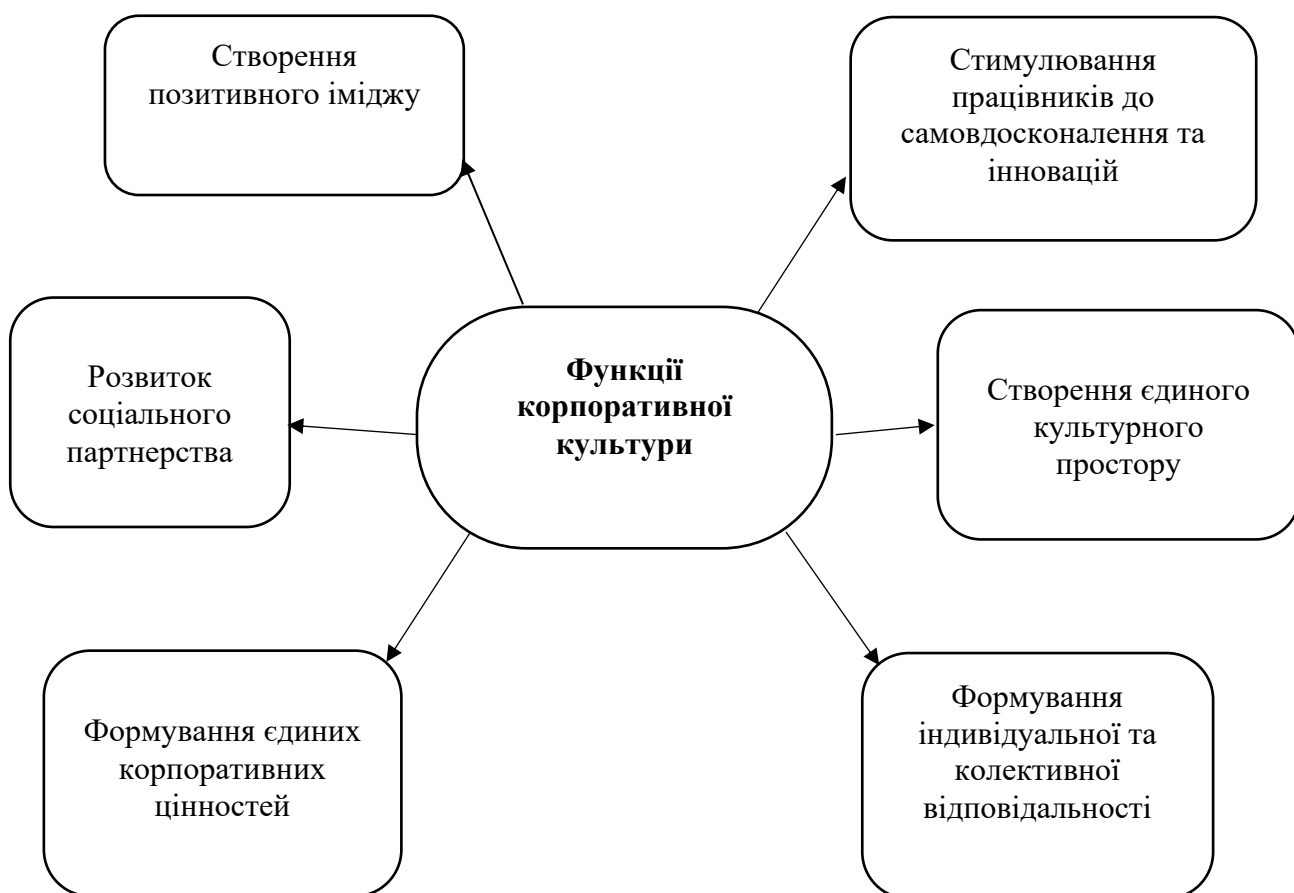 Створення
позитивного іміджу
Стимулювання
працівників до
самовдосконалення та
інновацій
Розвиток
соціального
партнерства
Функції
корпоративної
культури
Створення єдиного
культурного
простору
Формування єдиних
корпоративних
цінностей
Формування
індивідуальної та
колективної
відповідальності